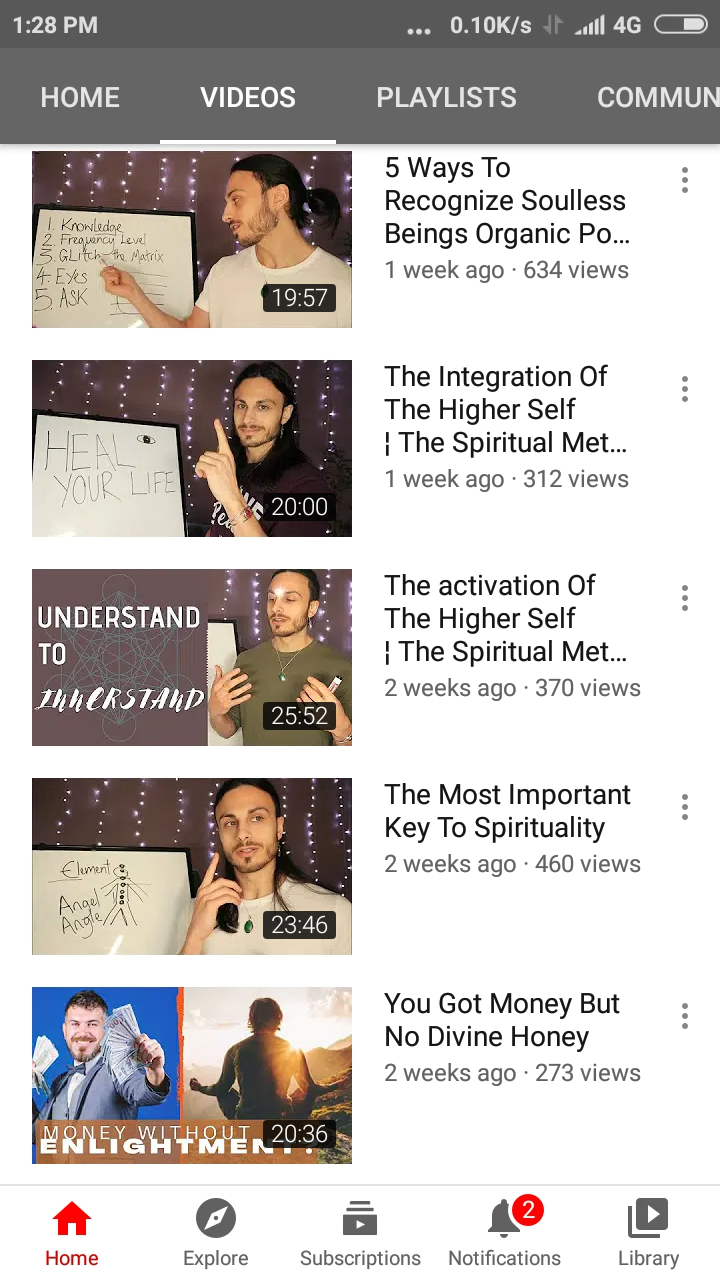 1:28 PM
... 0.10K/s 4G
HOME VIDEOS PLAYLISTS COMMUN
1. Knowledge
2. Frequency Level
3. Glitch the Matrix
4. Eyes
5. ASK
19:57
5 Ways To
Recognize Soulless
Beings Organic Po...
1 week ago · 634 views
HEAL
YOUR LIFE
20:00
The Integration Of
The Higher Self
¦ The Spiritual Met...
1 week ago · 312 views
UNDERSTAND
TO
INNERSTAND
25:52
The activation Of
The Higher Self
¦ The Spiritual Met...
2 weeks ago · 370 views
Element
Angel
Angle
23:46
The Most Important
Key To Spirituality
2 weeks ago · 460 views
MONEY WITHOUT
ENLIGHTMENT?
20:36
You Got Money But
No Divine Honey
2 weeks ago · 273 views
2
Home Explore Subscriptions Notifications Library